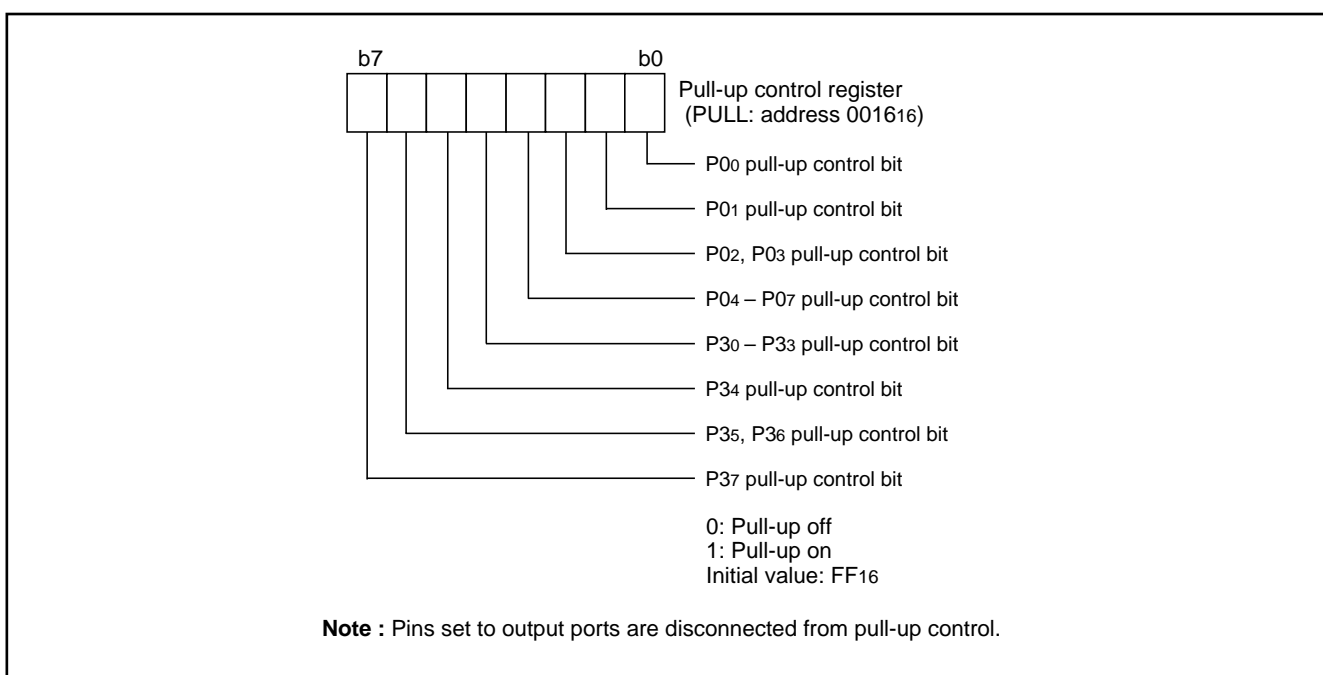 b7 b0
Pull-up control register
(PULL: address 001616)
P00 pull-up control bit
P01 pull-up control bit
P02, P03 pull-up control bit
P04 – P07 pull-up control bit
P30 – P33 pull-up control bit
P34 pull-up control bit
P35, P36 pull-up control bit
P37 pull-up control bit
0: Pull-up off
1: Pull-up on
Initial value: FF16
Note : Pins set to output ports are disconnected from pull-up control.